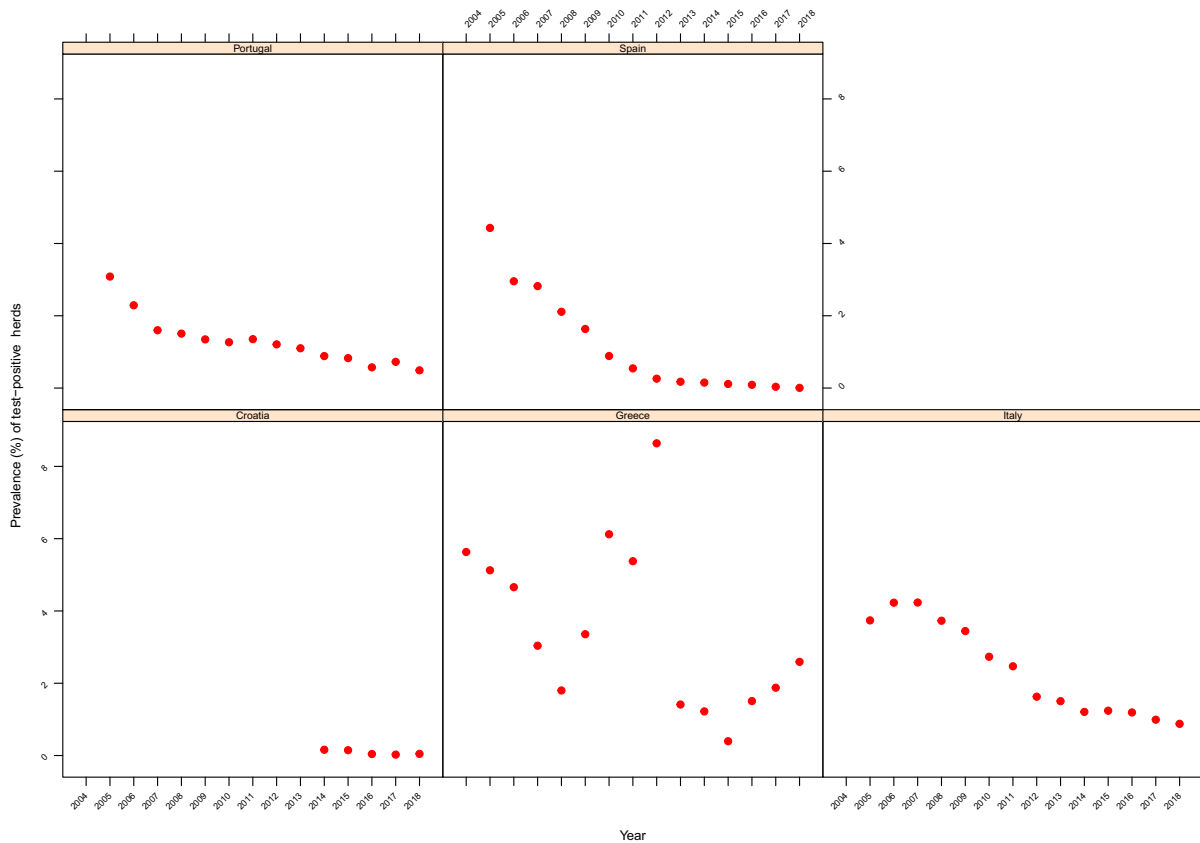 2004 2005 2006 2007 2008 2009 2010 2011 2012 2013 2014 2015 2016 2017 2018
Portugal Spain
8
6
4
2
0
Prevalence (%) of test−positive herds
Croatia Greece Italy
8
6
4
2
0
2004 2005 2006 2007 2008 2009 2010 2011 2012 2013 2014 2015 2016 2017 2018 2004 2005 2006 2007 2008 2009 2010 2011 2012 2013 2014 2015 2016 2017 2018
Year